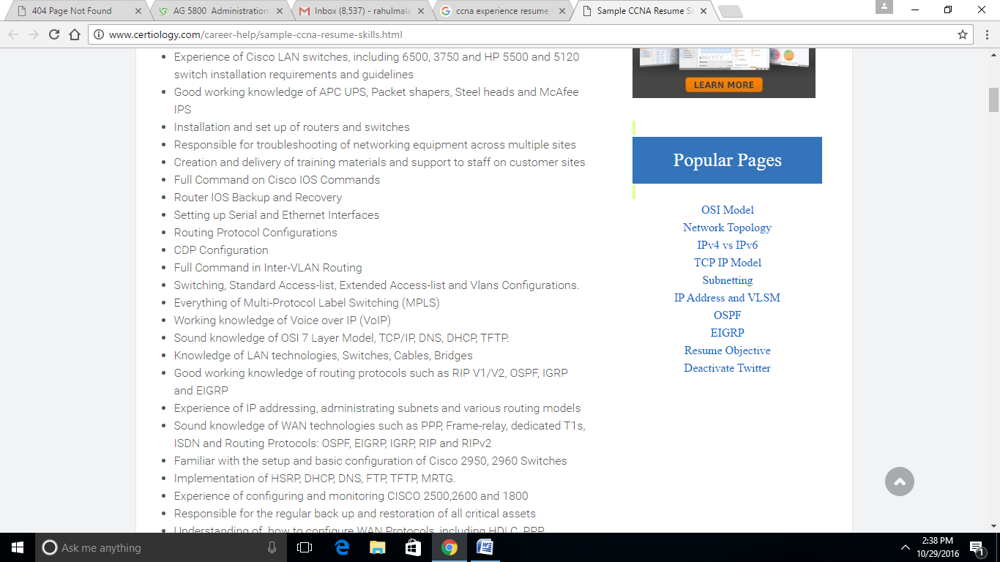 404 Page Not Found
AG 5800 Administration
Inbox (8,537) - rahulmala
ccna experience resume
Sample CCNA Resume Sk
www.certiology.com/career-help/sample-ccna-resume-skills.html
Experience of Cisco LAN switches, including 6500, 3750 and HP 5500 and 5120
switch installation requirements and guidelines
Good working knowledge of APC UPS, Packet shapers, Steel heads and McAfee
IPS
Installation and set up of routers and switches
Responsible for troubleshooting of networking equipment across multiple sites
Creation and delivery of training materials and support to staff on customer sites
Full Command on Cisco IOS Commands
Router IOS Backup and Recovery
Setting up Serial and Ethernet Interfaces
Routing Protocol Configurations
CDP Configuration
Full Command in Inter-VLAN Routing
Switching, Standard Access-list, Extended Access-list and Vlans Configurations.
Everything of Multi-Protocol Label Switching (MPLS)
Working knowledge of Voice over IP (VoIP)
Sound knowledge of OSI 7 Layer Model, TCP/IP, DNS, DHCP, TFTP.
Knowledge of LAN technologies, Switches, Cables, Bridges
Good working knowledge of routing protocols such as RIP V1/V2, OSPF, IGRP
and EIGRP
Experience of IP addressing, administrating subnets and various routing models
Sound knowledge of WAN technologies such as PPP, Frame-relay, dedicated T1s,
ISDN and Routing Protocols: OSPF, EIGRP, IGRP, RIP and RIPv2
Familiar with the setup and basic configuration of Cisco 2950, 2960 Switches
Implementation of HSRP, DHCP, DNS, FTP, TFTP, MRTG.
Experience of configuring and monitoring CISCO 2500,2600 and 1800
Responsible for the regular back up and restoration of all critical assets
Understanding of how to configure WAN Protocols, including HDLC, PPP
LEARN MORE
Popular Pages
OSI Model
Network Topology
IPv4 vs IPv6
TCP IP Model
Subnetting
IP Address and VLSM
OSPF
EIGRP
Resume Objective
Deactivate Twitter
Ask me anything
2:38 PM
10/29/2016
1